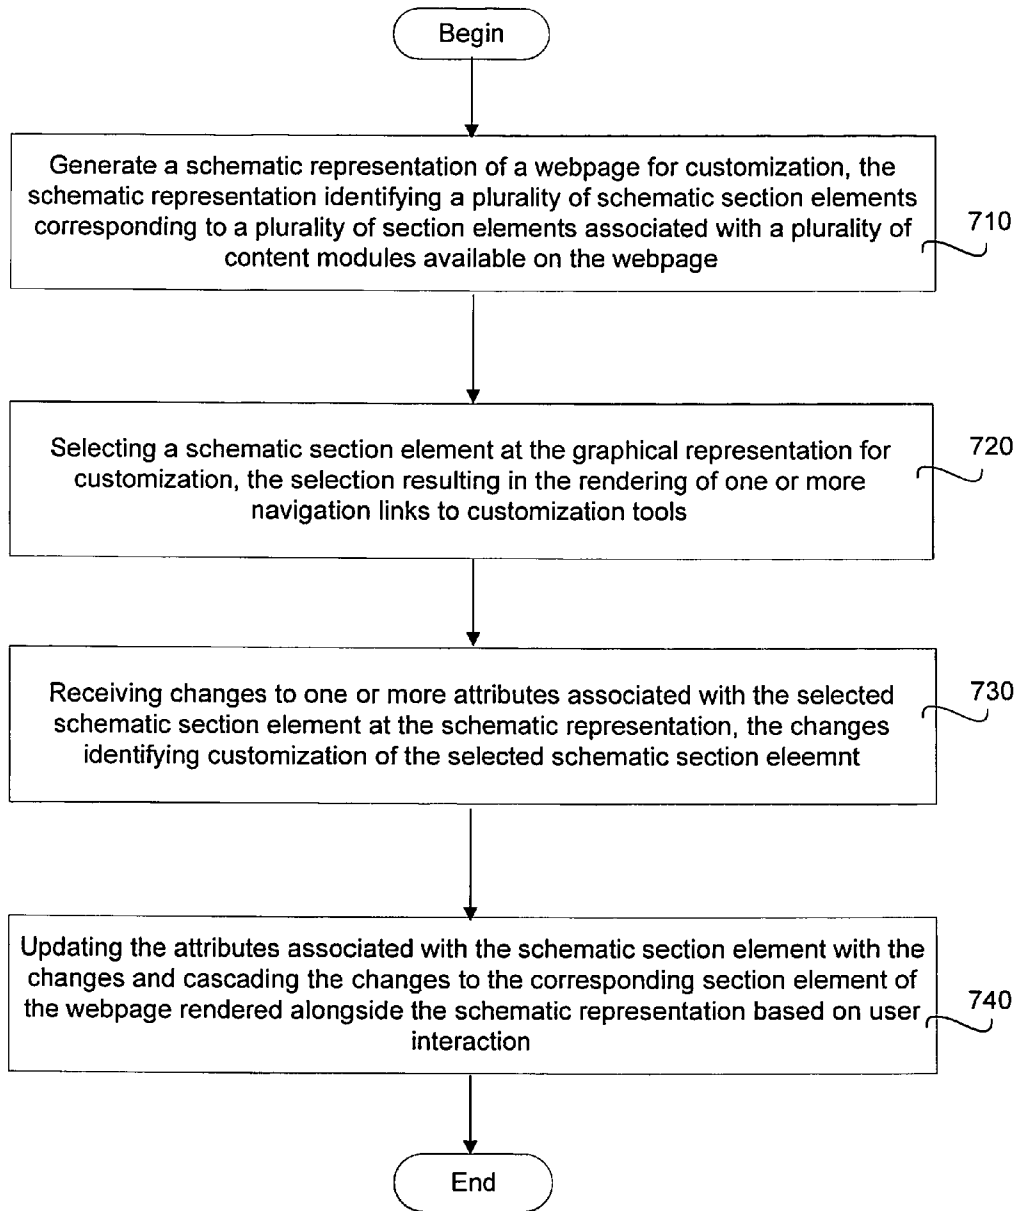 Begin
Generate a schematic representation of a webpage for customization, the
schematic representation identifying a plurality of schematic section elements
corresponding to a plurality of section elements associated with a plurality of
content modules available on the webpage
710
Selecting a schematic section element at the graphical representation for
customization, the selection resulting in the rendering of one or more
navigation links to customization tools
720
Receiving changes to one or more attributes associated with the selected
schematic section element at the schematic representation, the changes
identifying customization of the selected schematic section eleemnt
730
Updating the attributes associated with the schematic section element with the
changes and cascading the changes to the corresponding section element of
the webpage rendered alongside the schematic representation based on user
interaction
740
End